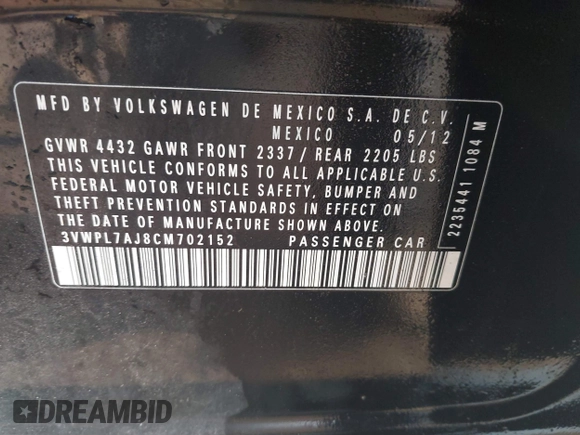 MFD BY VOLKSWAGEN DE MEXICO S.A. DE C.V.
MEXICO 05/12
GVWR 4432 GAWR FRONT 2337/ REAR 2205 LBS
THIS VEHICLE CONFORMS TO ALL APPLICABLE U.S.
FEDERAL MOTOR VEHICLE SAFETY, BUMPER AND
THEFT PREVENTION STANDARDS IN EFFECT ON
THE DATE OF MANUFACTURE SHOWN ABOVE.
3VWPL7AJ8CM702152 PASSENGER CAR
2235441 1084 M
DREAMBID